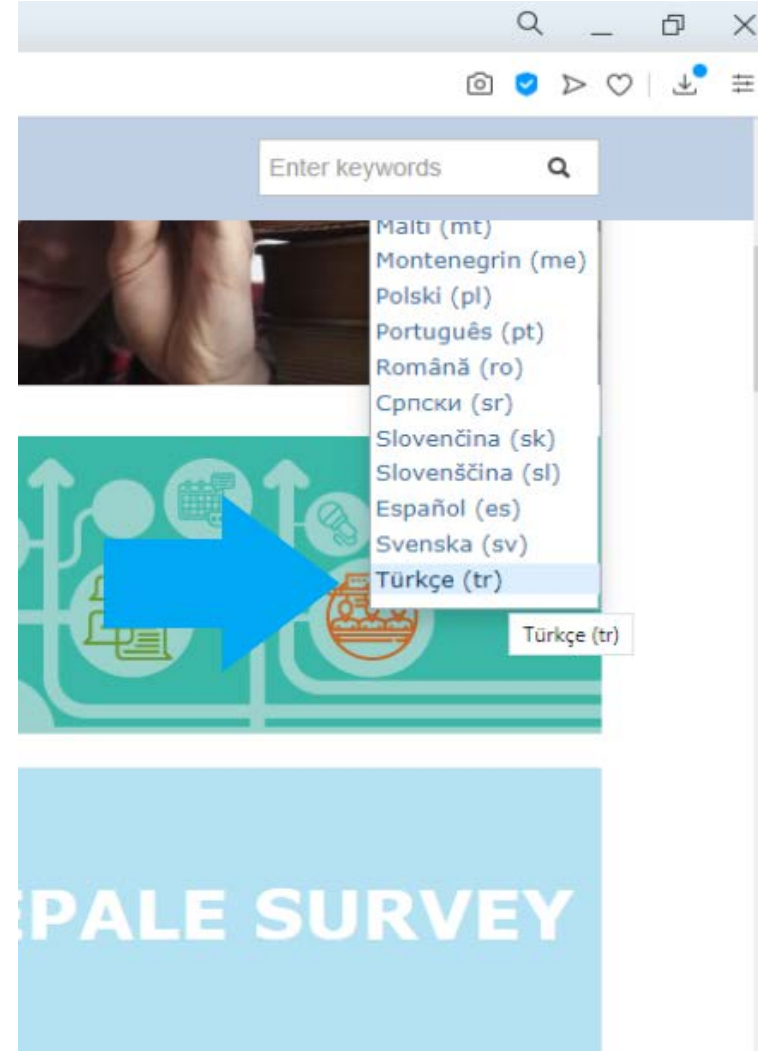 Enter keywords
Malti (mt)
Montenegrin (me)
Polski (pl)
Português (pt)
Română (ro)
Српски (sr)
Slovenčina (sk)
Slovenščina (sl)
Español (es)
Svenska (sv)
Türkçe (tr)
Türkçe (tr)
EPALE SURVEY